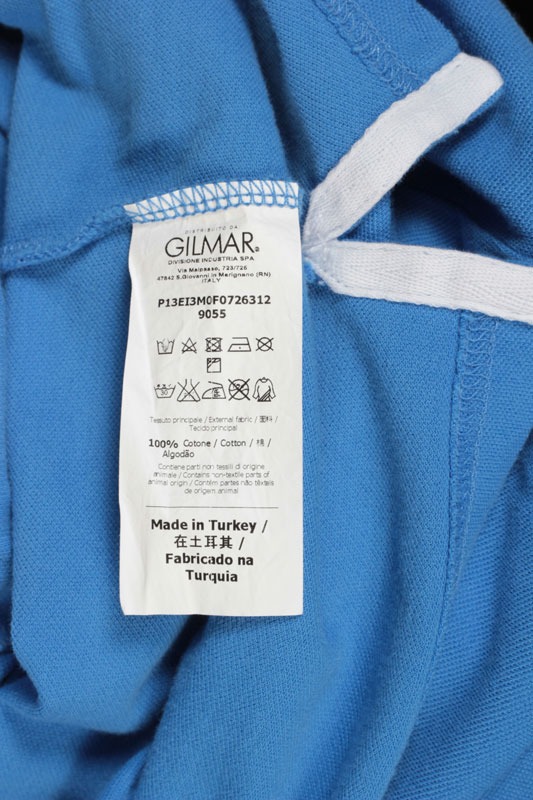 DISTRIBUITO DA
GILMAR®
DIVISIONE INDUSTRIA SPA
Via Malpasso, 723/725
47842 S.Giovanni in Marignano (RN)
ITALY
P13EI3M0F0726312
9055
30
Tessuto principale / External fabric / 面料 /
Tecido principal
100% Cotone / Cotton / 棉 /
Algodão
Contiene parti non tessili di origine
animale / Contains non-textile parts of
animal origin / Contém partes não têxteis
de origem animal
Made in Turkey /
在土耳其 /
Fabricado na
Turquia